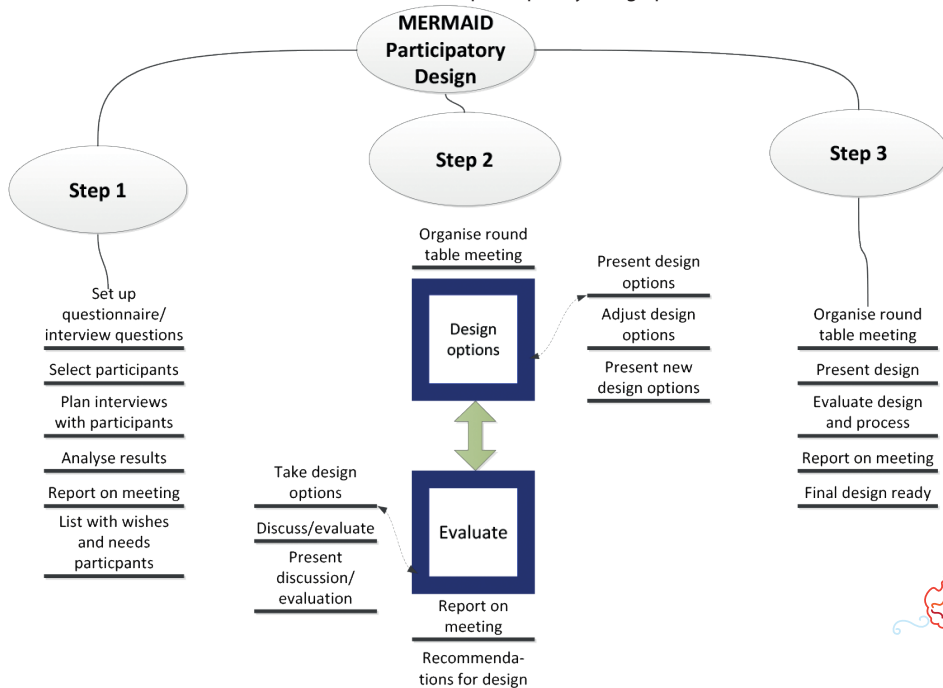 MERMAID
Participatory
Design
Step 1
Set up
questionnaire/
interview questions
Select participants
Plan interviews
with participants
Analyse results
Report on meeting
List with wishes
and needs
particpants
Step 2
Organise round
table meeting
Design
options
Present design
options
Adjust design
options
Present new
design options
Evaluate
Take design
options
Discuss/evaluate
Present
discussion/
evaluation
Report on
meeting
Recommenda-
tions for design
Step 3
Organise round
table meeting
Present design
Evaluate design
and process
Report on meeting
Final design ready